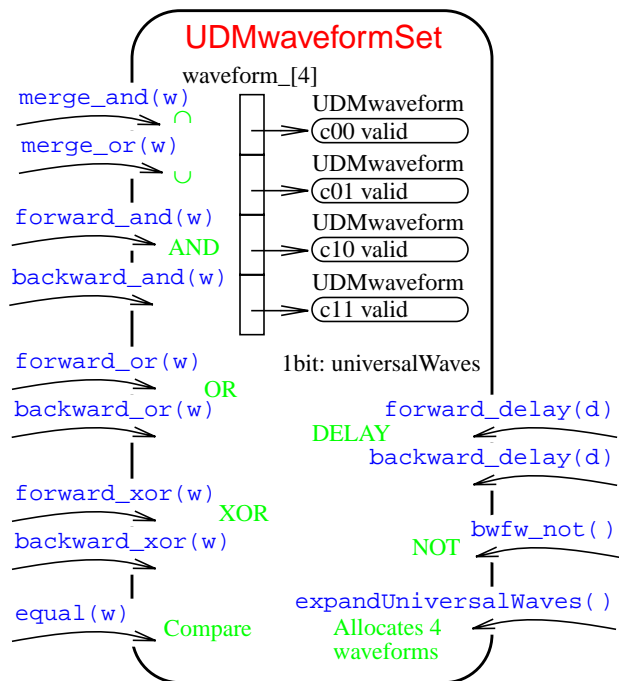 UDMwaveformSet
waveform_[4]
merge_and(w)
∩
UDMwaveform
c00 valid
merge_or(w)
∪
UDMwaveform
c01 valid
forward_and(w)
AND
UDMwaveform
c10 valid
backward_and(w)
UDMwaveform
c11 valid
forward_or(w)
OR
1bit: universalWaves
backward_or(w)
forward_delay(d)
DELAY
backward_delay(d)
forward_xor(w)
XOR
bwfw_not()
NOT
backward_xor(w)
expandUniversalWaves()
equal(w)
Compare
Allocates 4
waveforms